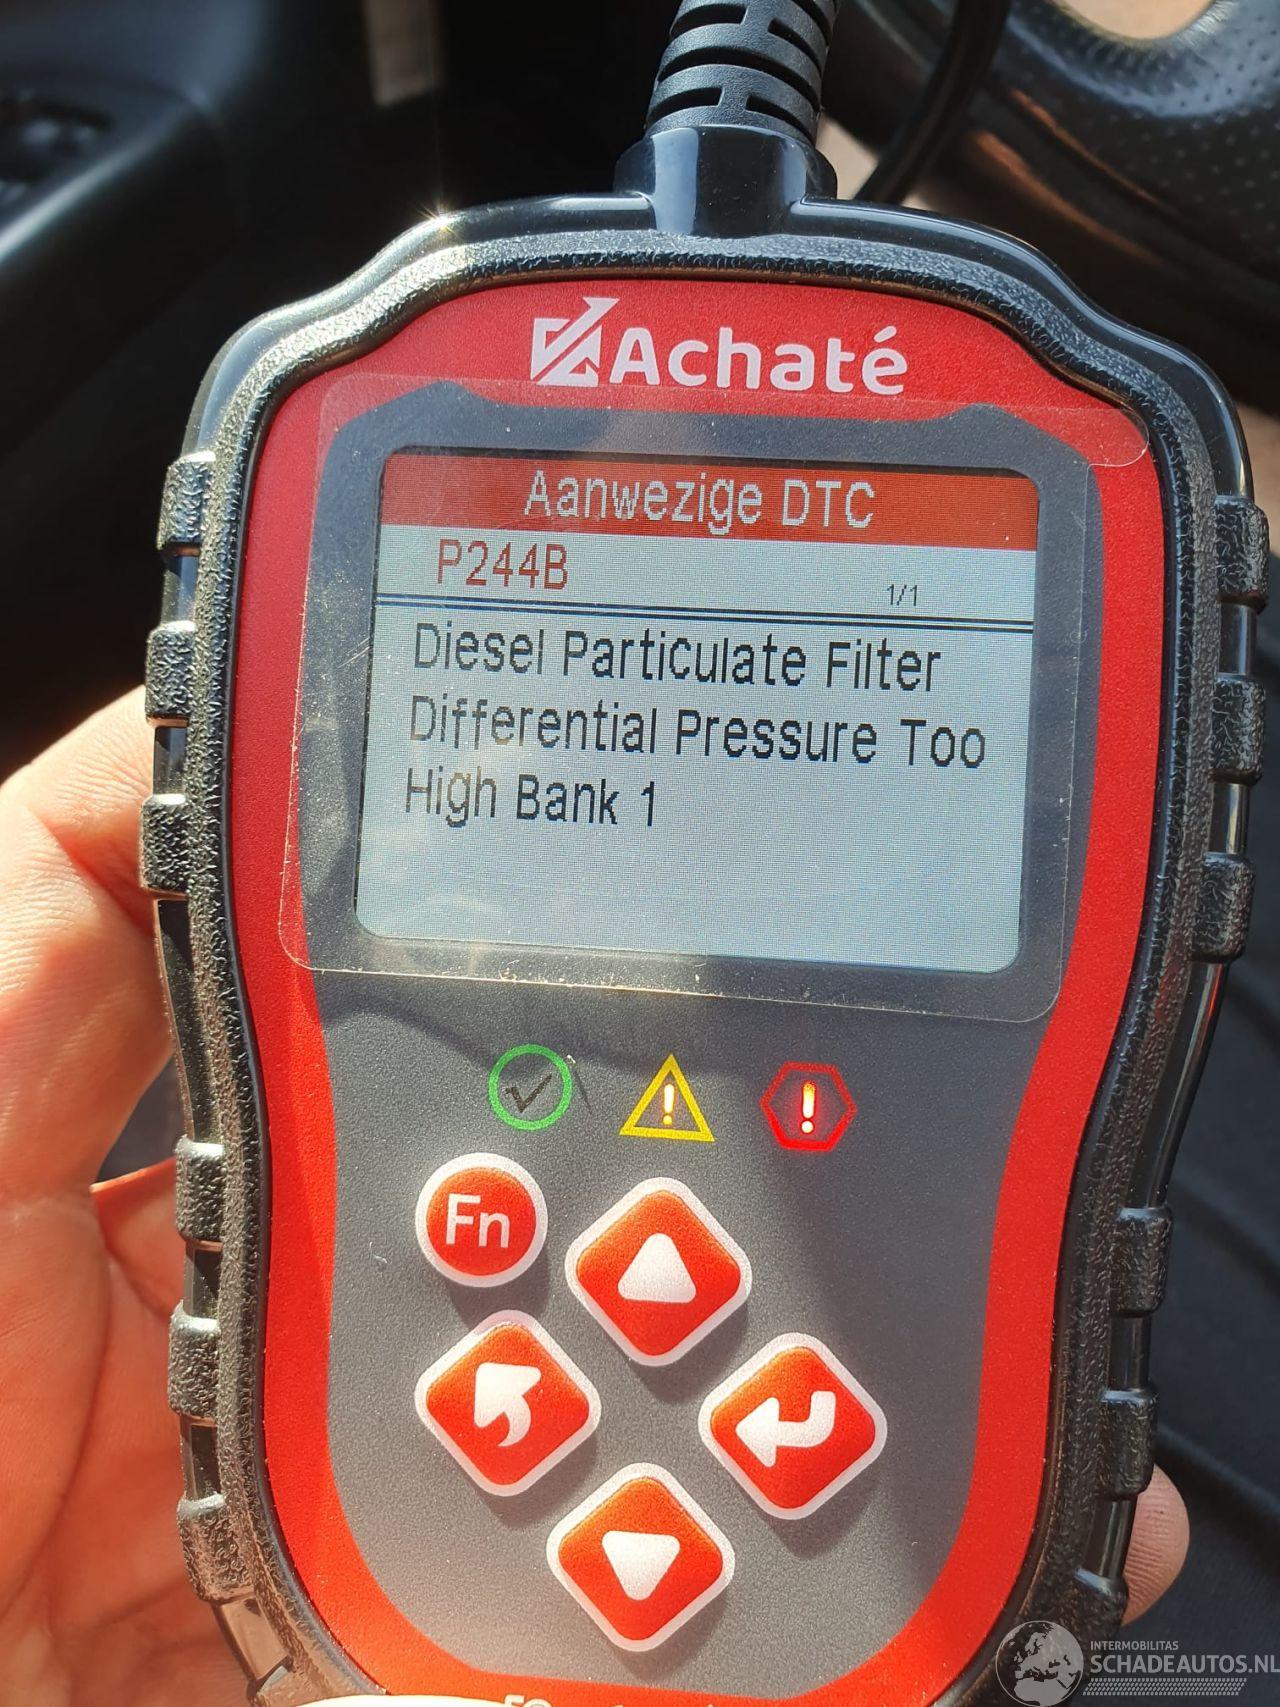 Achaté
Aanwezige DTC
P244B
1/1
Diesel Particulate Filter
Differential Pressure Too
High Bank 1
Fn
INTERMOBILITAS
SCHADEAUTOS.NL